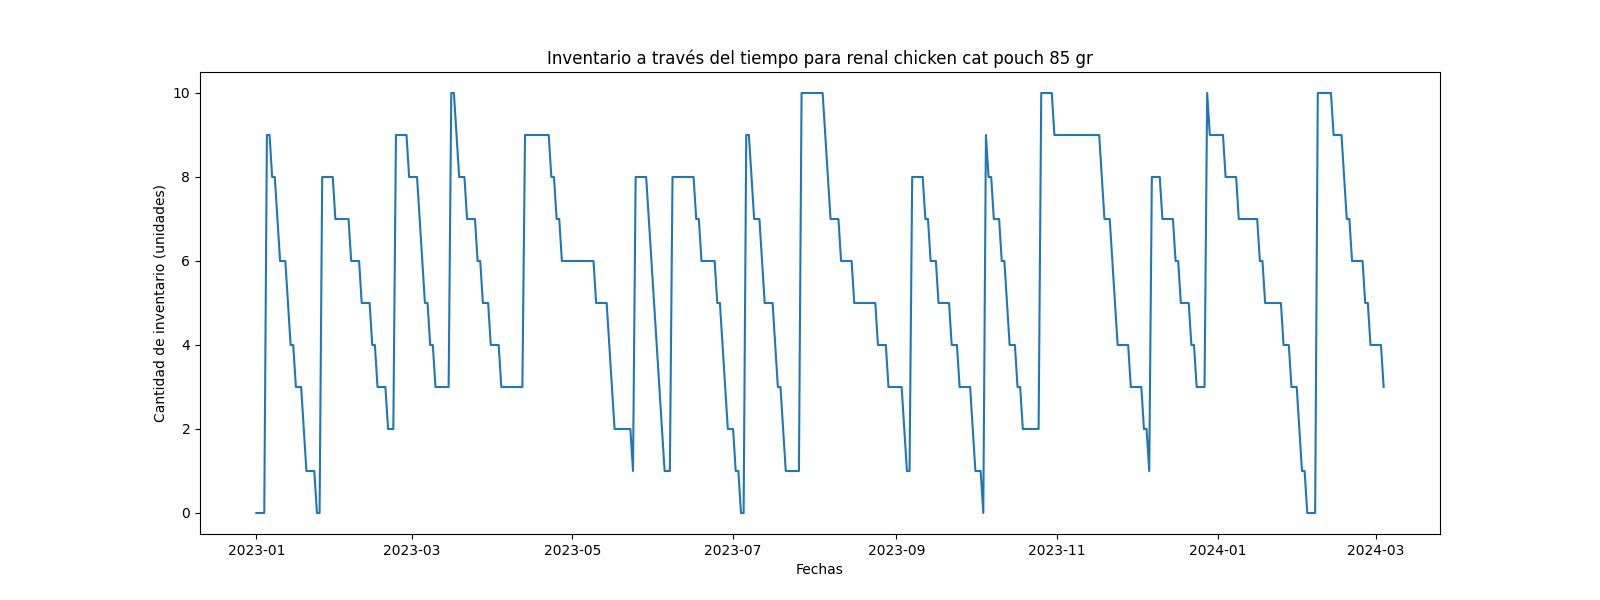 Inventario a través del tiempo para renal chicken cat pouch 85 gr
Cantidad de inventario (unidades)
10
8
6
4
2
0
2023-01 2023-03 2023-05 2023-07 2023-09 2023-11 2024-01 2024-03
Fechas